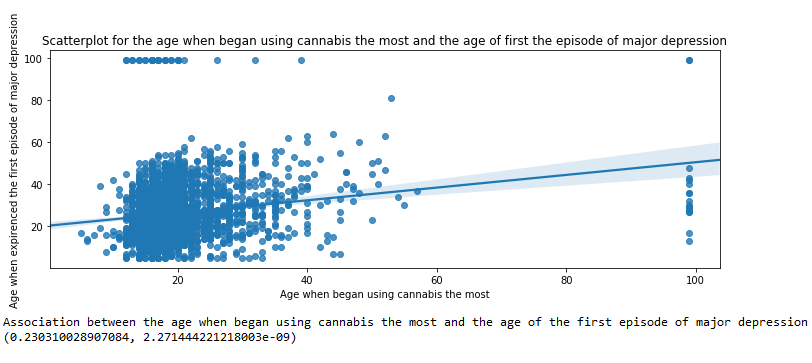 Scatterplot for the age when began using cannabis the most and the age of first the episode of major depression
Age when expirenced the first episode of major depression
100
80
60
40
20
20
40
60
80
100
Age when began using cannabis the most
Association between the age when began using cannabis the most and the age of the first episode of major depression
(0.230310028907084, 2.271444221218003e-09)